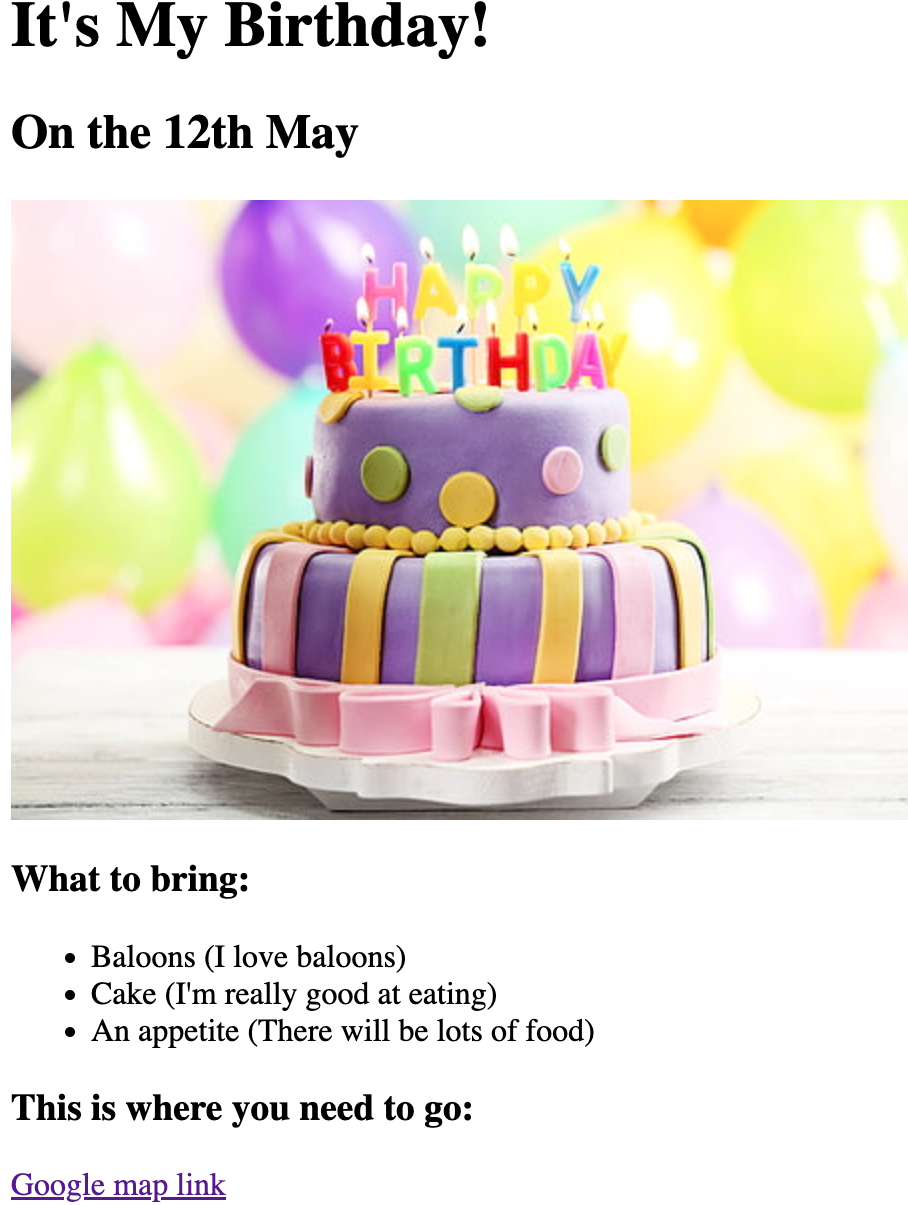 It's My Birthday!
On the 12th May
HAPPY
BIRTHDAY
What to bring:
Baloons (I love baloons)
Cake (I'm really good at eating)
An appetite (There will be lots of food)
This is where you need to go:
Google map link